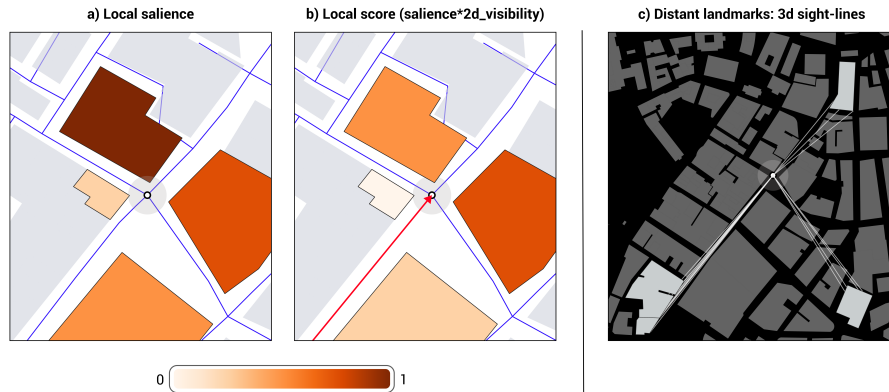 a) Local salience
b) Local score (salience*2d_visibility)
c) Distant landmarks: 3d sight-lines
0
1